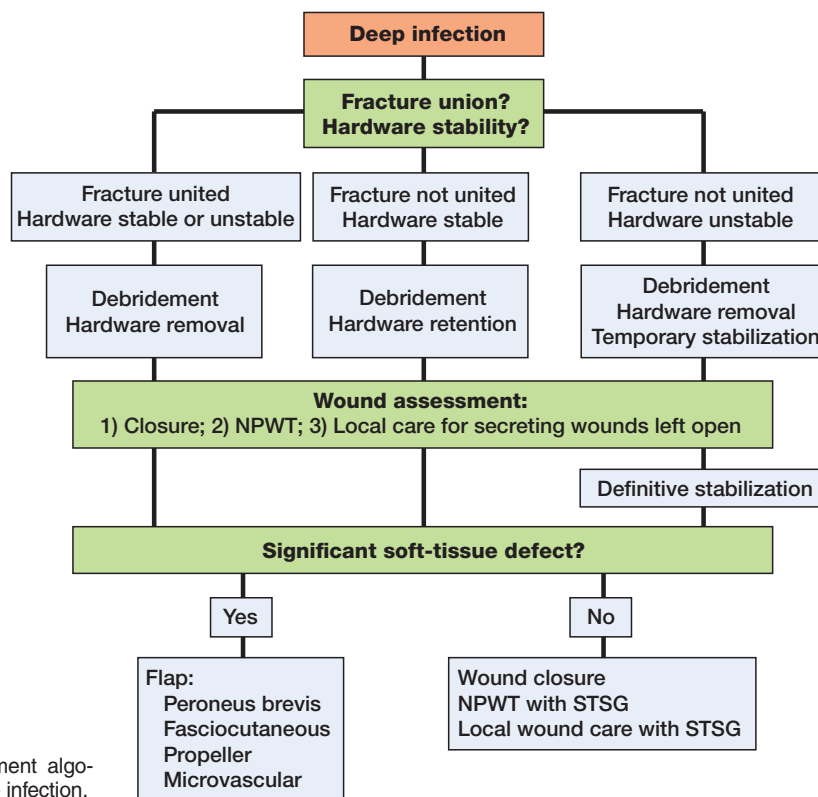 Deep infection
Fracture union?
Hardware stability?
Fracture united
Hardware stable or unstable
Fracture not united
Hardware stable
Fracture not united
Hardware unstable
Debridement
Hardware removal
Debridement
Hardware retention
Debridement
Hardware removal
Temporary stabilization
Wound assessment:
1) Closure; 2) NPWT; 3) Local care for secreting wounds left open
Definitive stabilization
Significant soft-tissue defect?
Yes
No
Flap:
Peroneus brevis
Fasciocutaneous
Propeller
Microvascular
Wound closure
NPWT with STSG
Local wound care with STSG
ment algo-
infection.